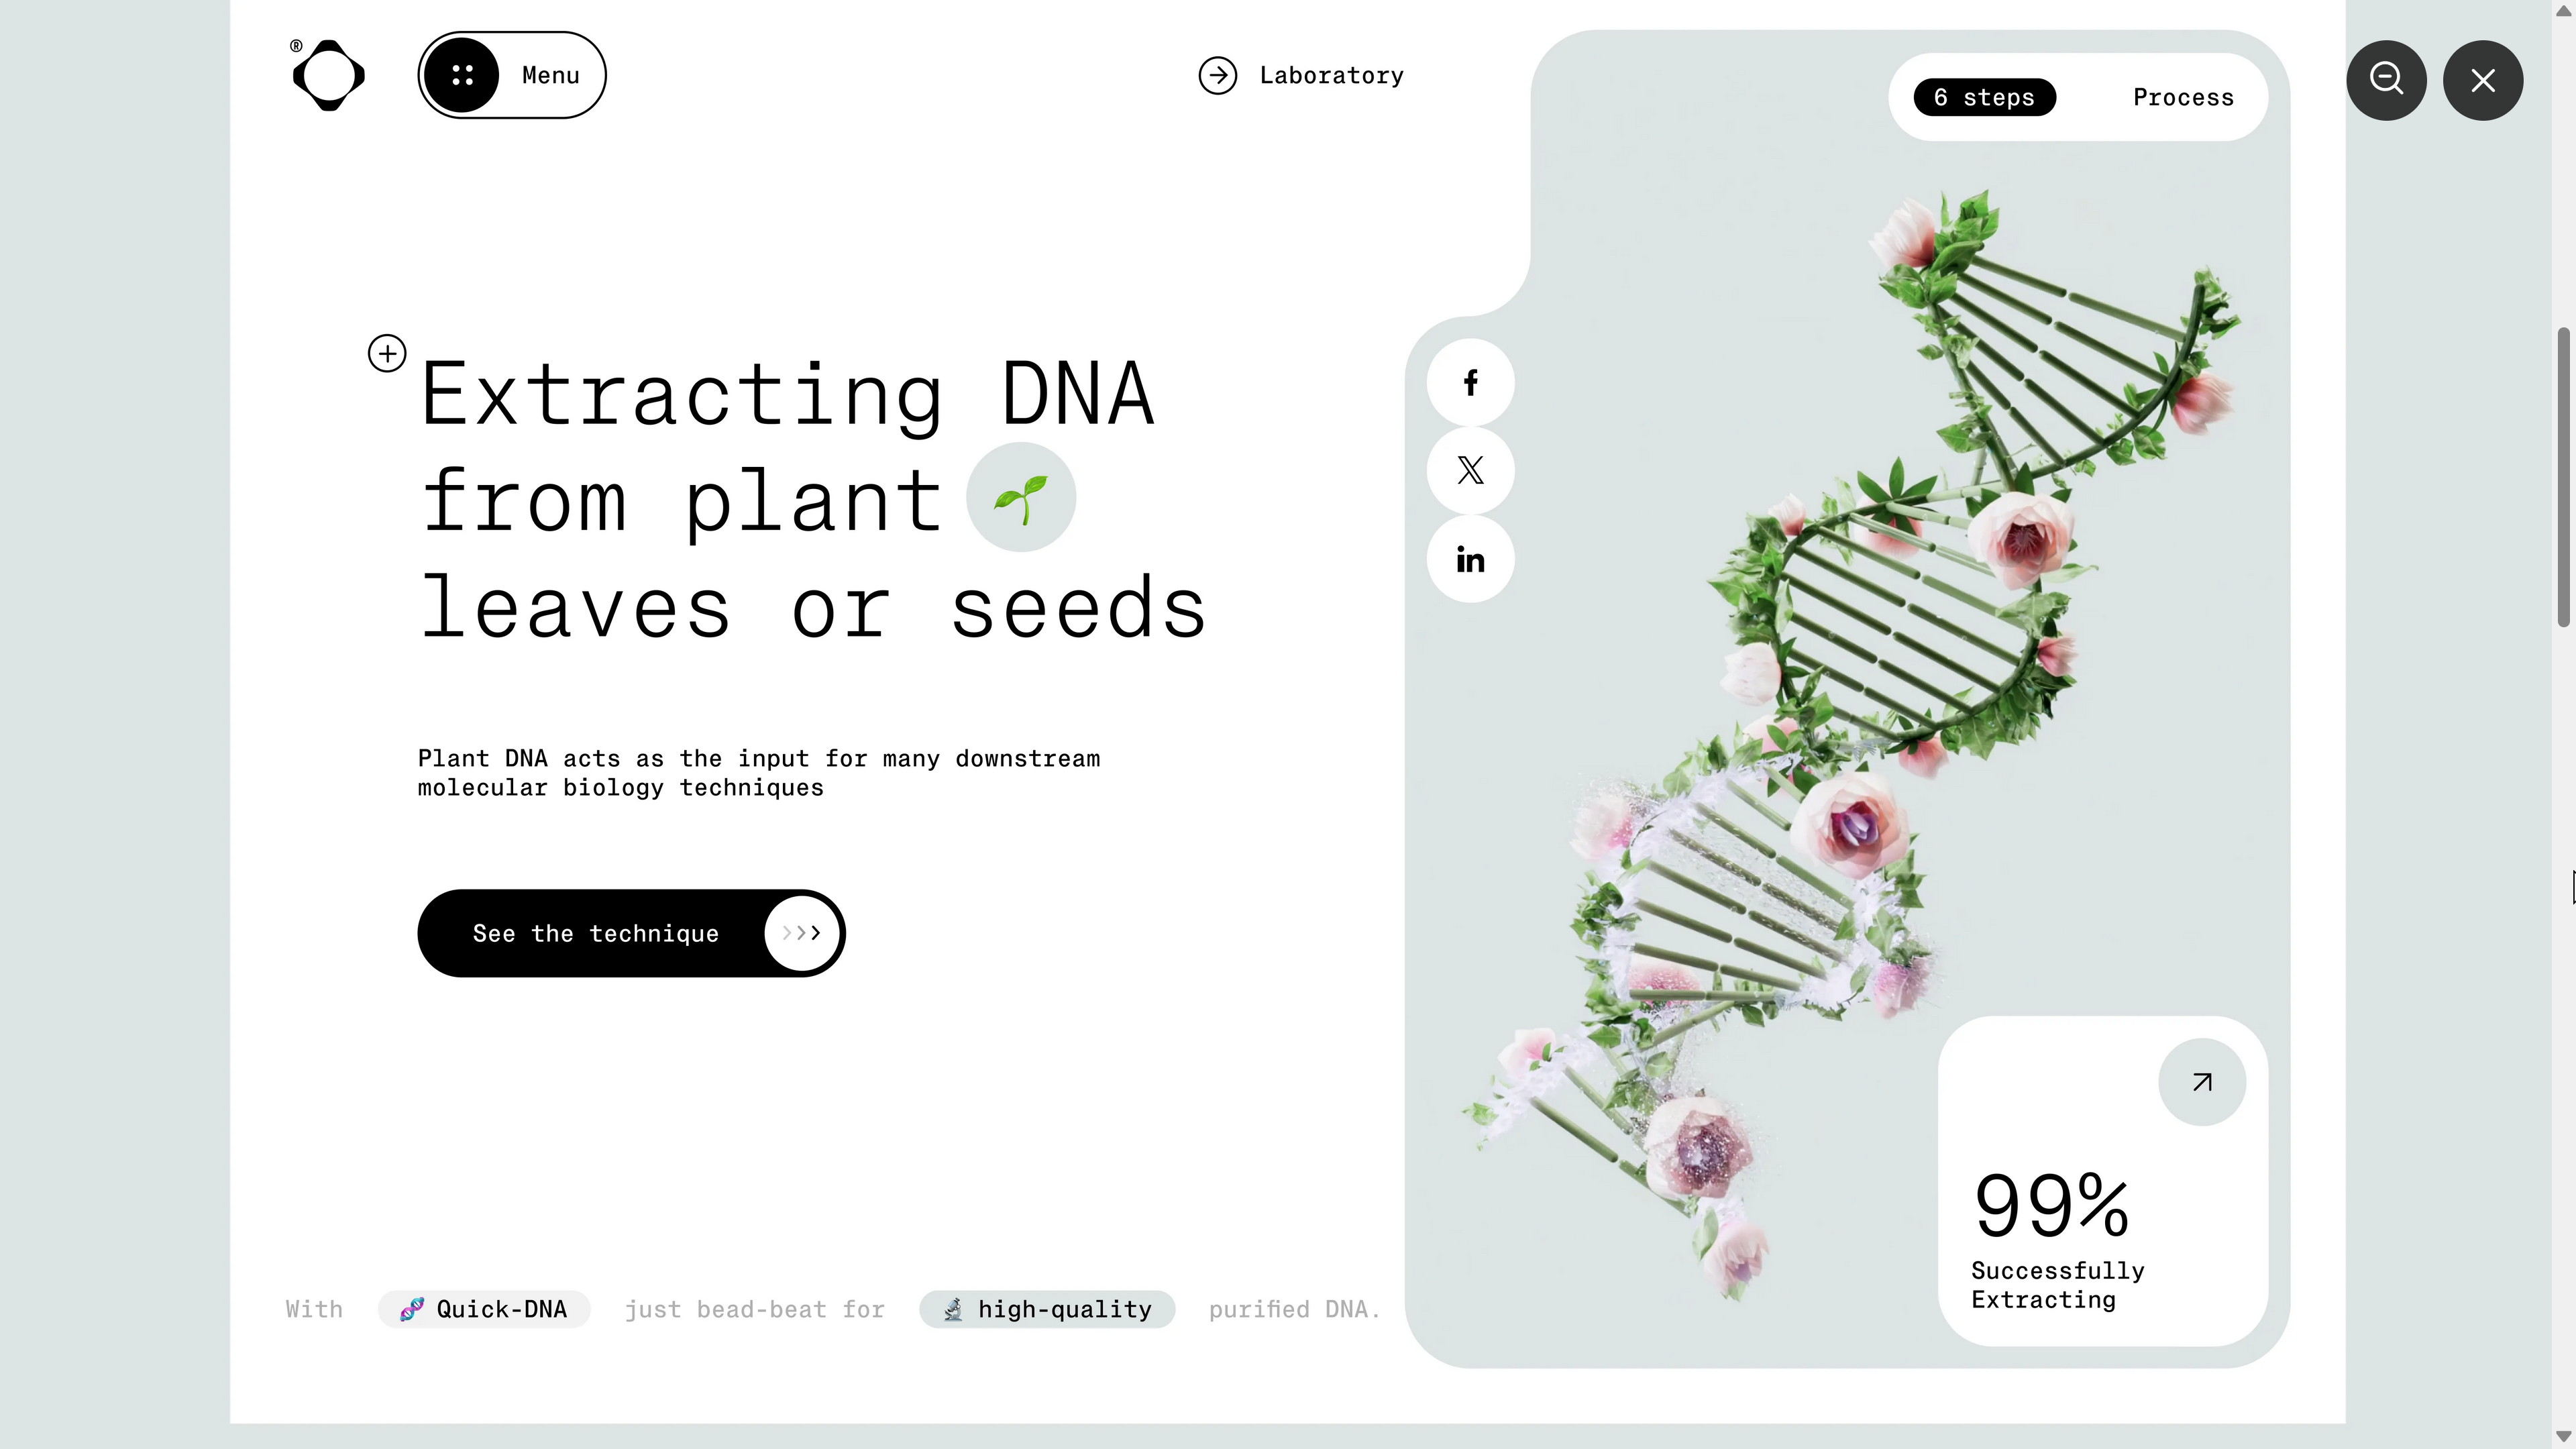 ®
Menu
Laboratory
6 steps
Process
Extracting DNA
from plant
leaves or seeds
f
X
in
Plant DNA acts as the input for many downstream
molecular biology techniques
See the technique
99%
Successfully
Extracting
With Quick-DNA just bead-beat for high-quality purified DNA.